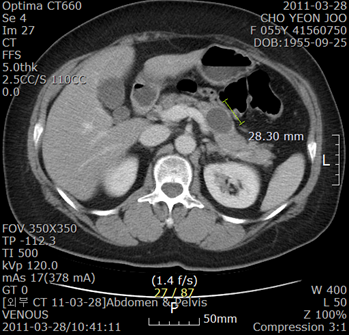 Optima CT660
Se 4
Im 27
CT
FFS
5.0thk
2.5CC/S 110CC
0.0
2011-03-28
CHO YEON JOO
F 055Y 41560750
DOB:1955-09-25
28.30 mm
L
FOV 350X350
TP -112.3
TI 500
kVp 120.0
mAs 17(378 mA)
GT 0
[외부 CT 11-03-28]Abdomen & Pelvis
VENOUS
2011-03-28/10:41:11
(1.4 f/s)
27 / 87
P
50mm
W 400
L 50
Z 100%
Compression 3:1